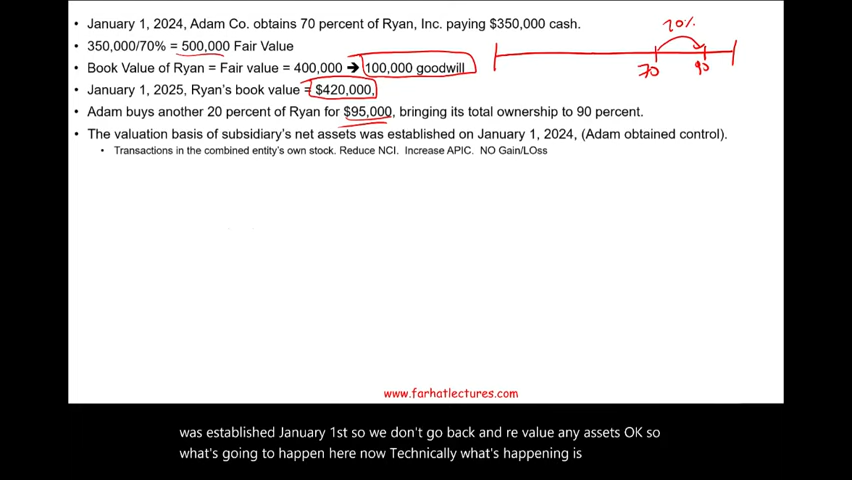 • January 1, 2024, Adam Co. obtains 70 percent of Ryan, Inc. paying $350,000 cash.
20%
• 350,000/70% = 500,000 Fair Value
• Book Value of Ryan = Fair value = 400,000 → 100,000 goodwill
70 90
• January 1, 2025, Ryan's book value = $420,000,
• Adam buys another 20 percent of Ryan for $95,000, bringing its total ownership to 90 percent.
• The valuation basis of subsidiary's net assets was established on January 1, 2024, (Adam obtained control).
• Transactions in the combined entity's own stock. Reduce NCI. Increase APIC. NO Gain/LOss
www.farhatlectures.com
was established January 1st so we don't go back and re value any assets OK so
what's going to happen here now Technically what's happening is